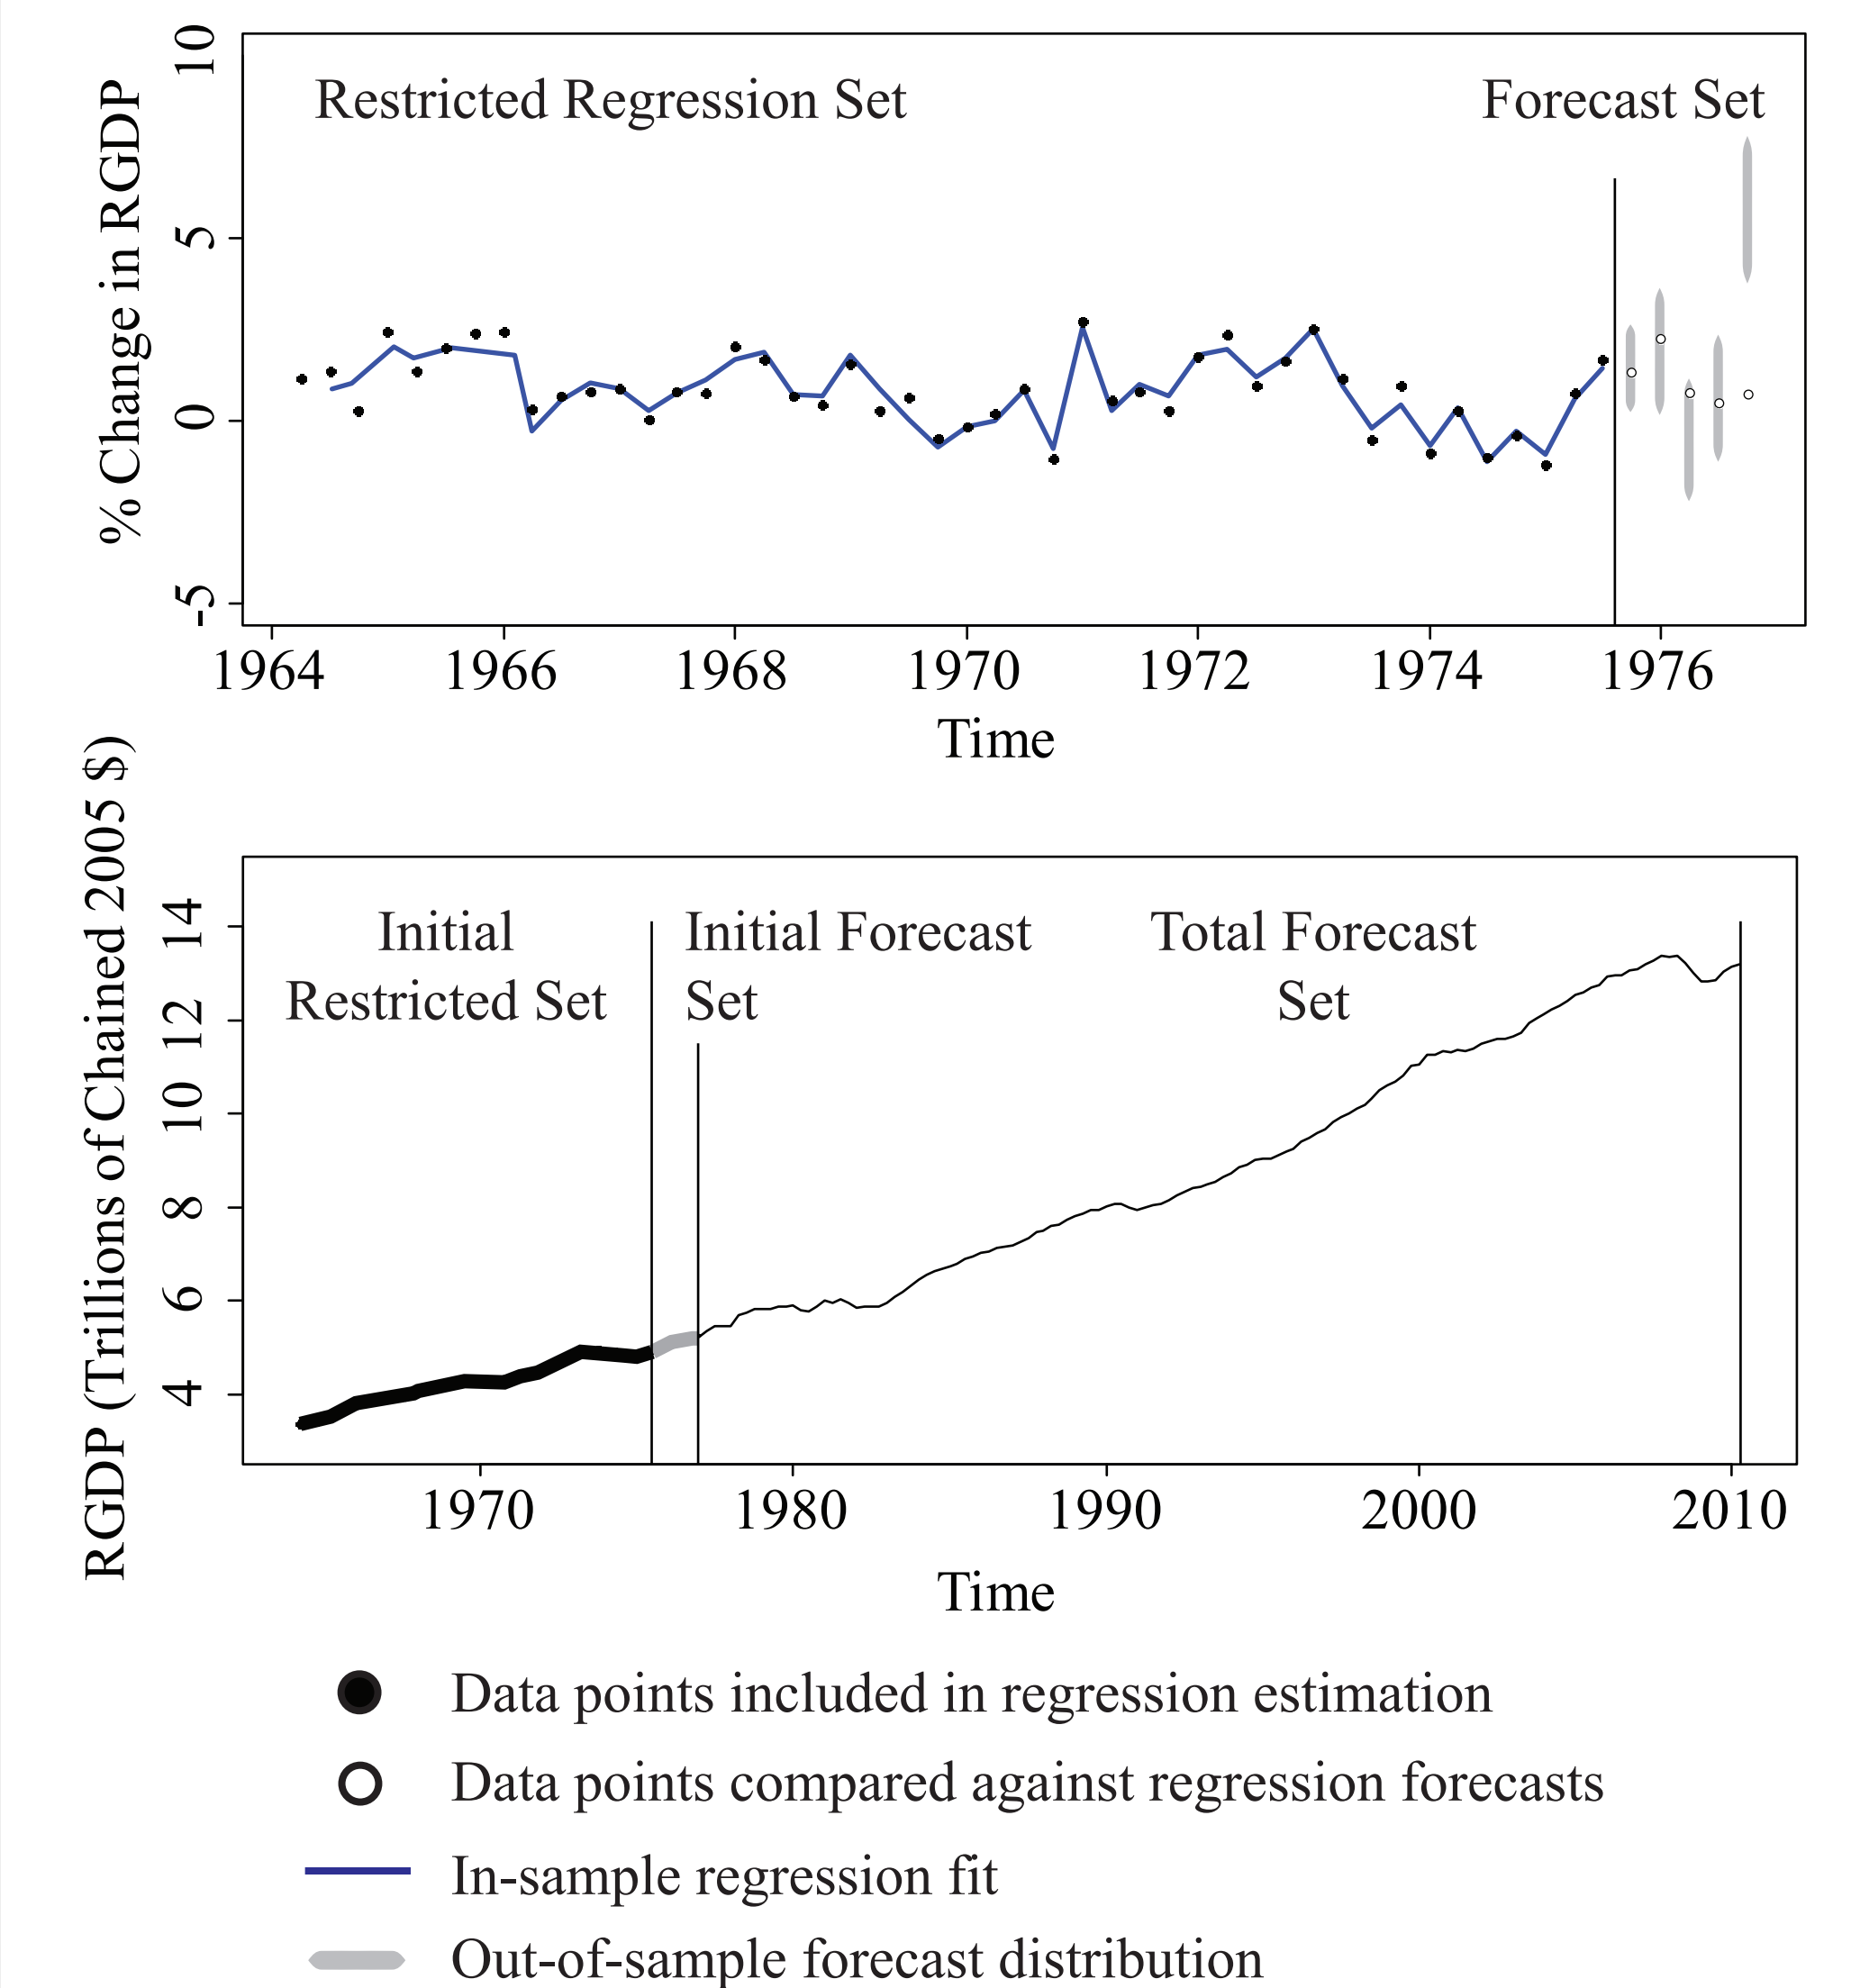 % Change in RGDP
10
5
0
-5
Restricted Regression Set
Forecast Set
1964 1966 1968 1970 1972 1974 1976
Time
RGDP (Trillions of Chained 2005 $)
14
12
10
8
6
4
Initial
Restricted Set
Initial Forecast
Set
Total Forecast
Set
1970 1980 1990 2000 2010
Time
Data points included in regression estimation
Data points compared against regression forecasts
In-sample regression fit
Out-of-sample forecast distribution